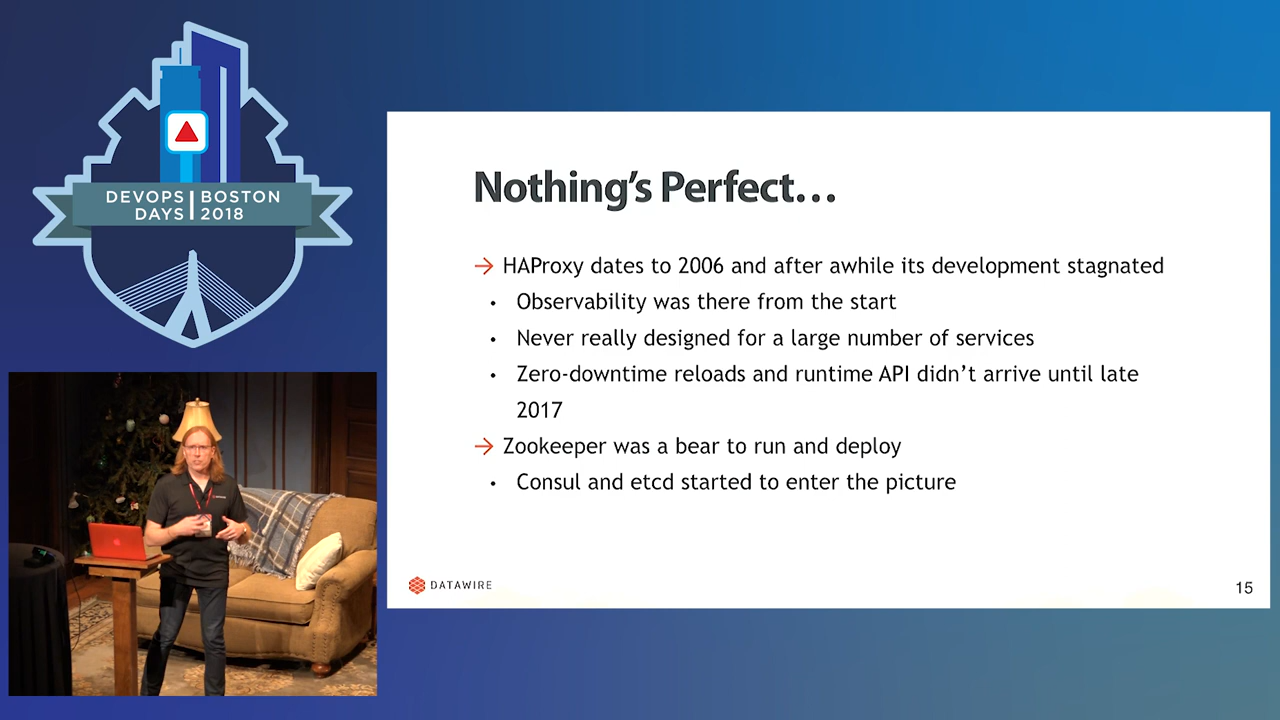 DEVOPS BOSTON
DAYS 2018
Nothing's Perfect…
→ HAProxy dates to 2006 and after awhile its development stagnated
• Observability was there from the start
• Never really designed for a large number of services
• Zero-downtime reloads and runtime API didn't arrive until late
2017
→ Zookeeper was a bear to run and deploy
• Consul and etcd started to enter the picture
DATAWIRE
15